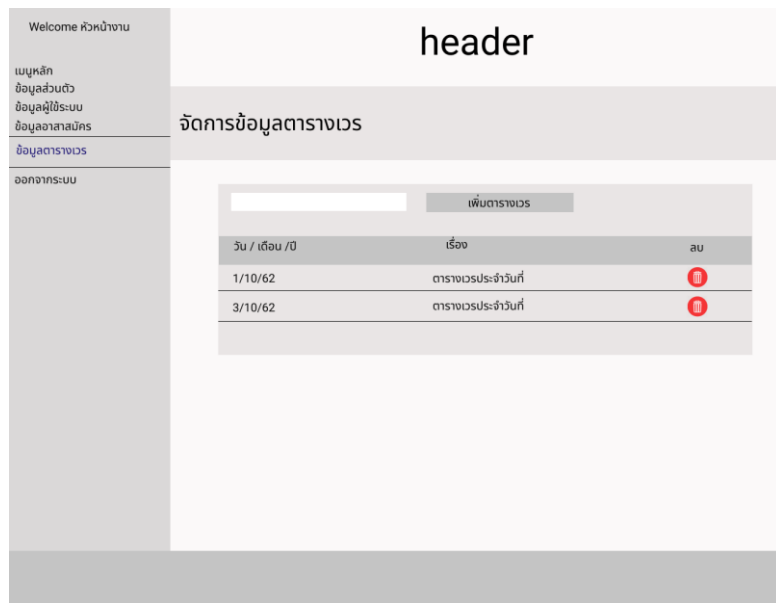 Welcome หัวหน้างาน
เมนูหลัก
ข้อมูลส่วนตัว
ข้อมูลผู้ใช้ระบบ
ข้อมูลอาสาสมัคร
ข้อมูลตารางเวร
ออกจากระบบ
header
จัดการข้อมูลตารางเวร
เพิ่มตารางเวร
วัน / เดือน /ปี เรื่อง ลบ
1/10/62 ตารางเวรประจำวันที่
3/10/62 ตารางเวรประจำวันที่